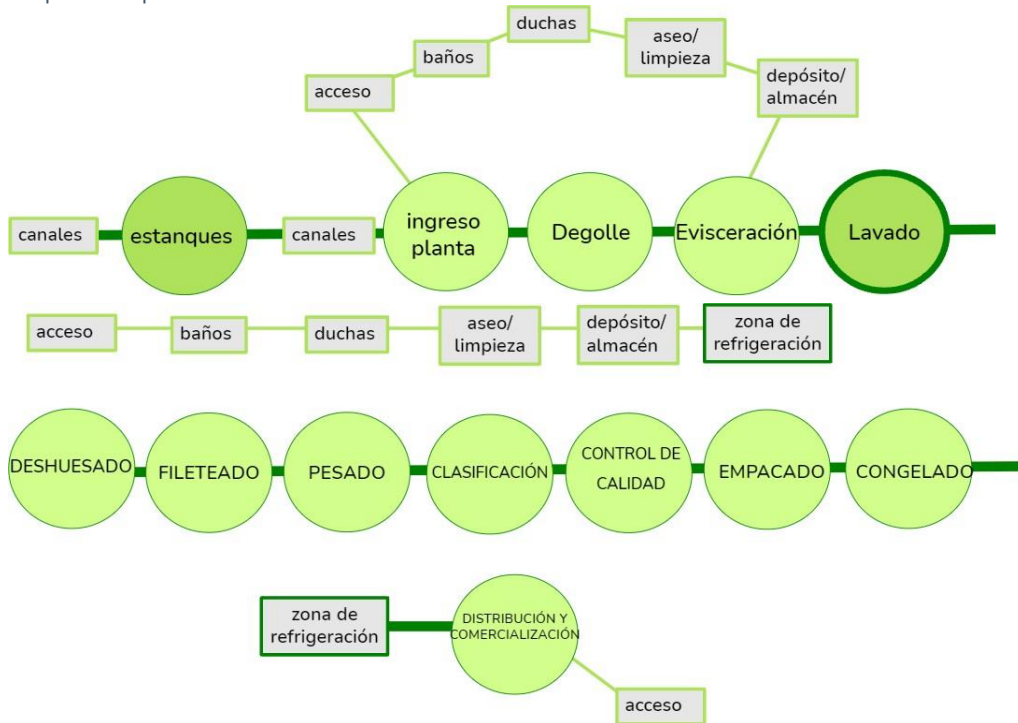 duchas
baños
aseo/
limpieza
acceso
depósito/
almacén
canales
estanques
canales
ingreso
planta
Degolle
Evisceración
Lavado
acceso
baños
duchas
aseo/
limpieza
depósito/
almacén
zona de
refrigeración
DESHUESADO
FILETEADO
PESADO
CLASIFICACIÓN
CONTROL DE
CALIDAD
EMPACADO
CONGELADO
zona de
refrigeración
DISTRIBUCIÓN Y
COMERCIALIZACIÓN
acceso